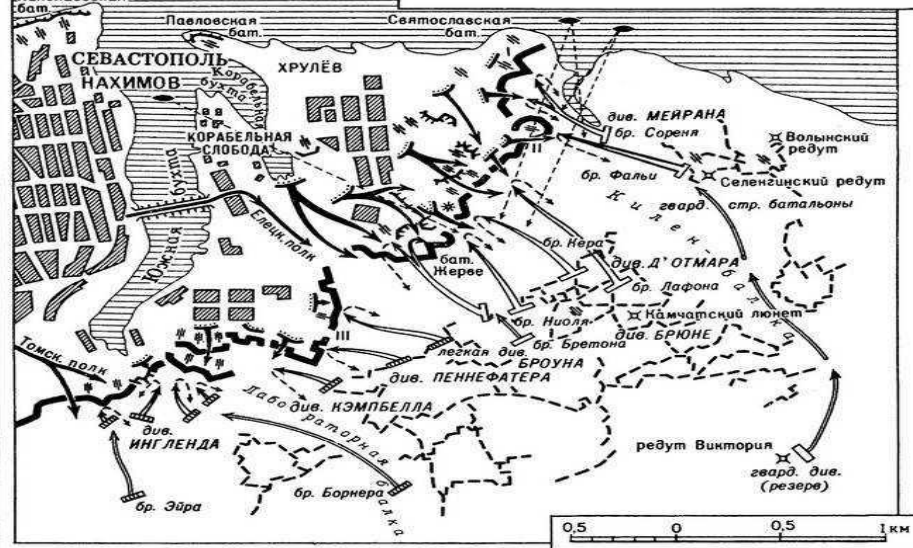 бат.
Павловская
бат.
Святославская
бат.
СЕВАСТОПОЛЬ
НАХИМОВ
Корабельная
бухта
ХРУЛЁВ
КОРАБЕЛЬНАЯ
СЛОБОДА
Южная бухта
Елецк. полк
див. МЕЙРАНА
бр. Сореня
II
бр. Фальи
Волынский
редут
Селенгинский редут
гвард. стр. батальоны
Килен-балка
бр. Кера
див. Д'ОТМАРА
бр. Лафона
бат.
Жерве
Камчатский люнет
бр. Ниоля
див. БРЮНЕ
бр. Бретона
III
легкая див.
БРОУНА
див. ПЕННЕФАТЕРА
Томск. полк
див. КЭМПБЕЛЛА
Лабораторная балка
див.
ИНГЛЕНДА
бр. Эйра
бр. Борнера
редут Виктория
гвард. див.
(резерв)
0,5 0 0,5 1 км